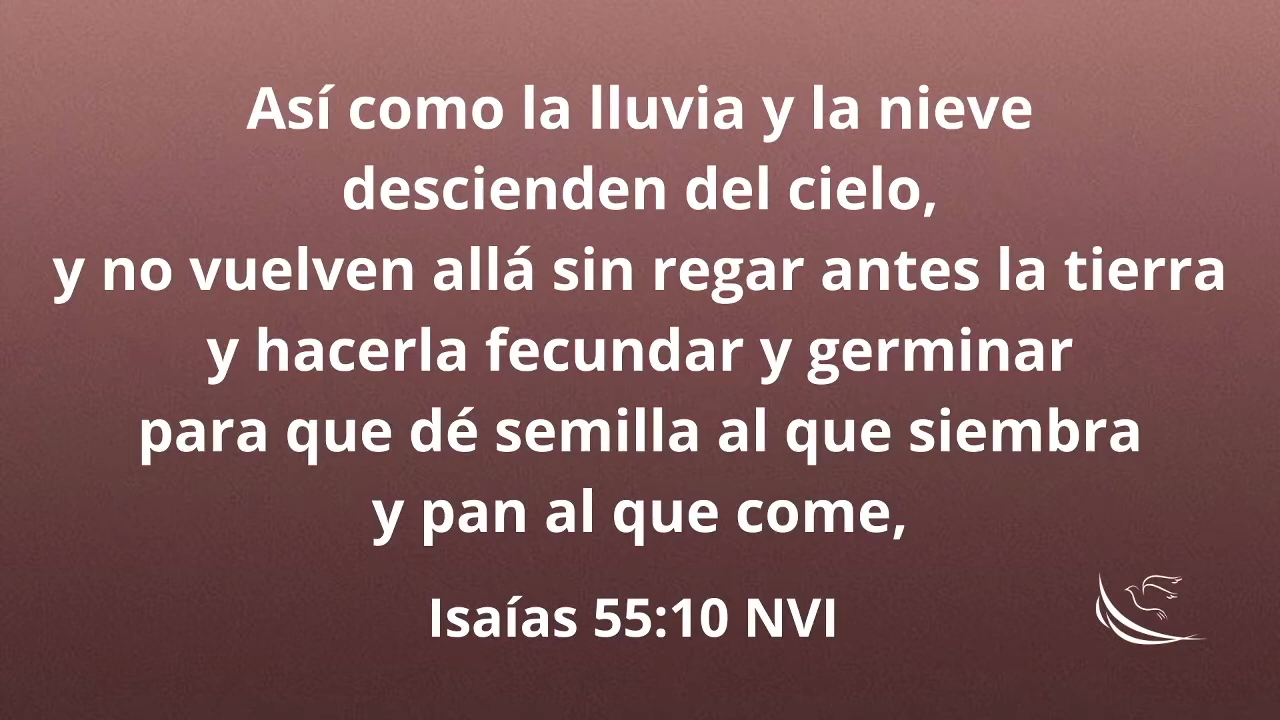 Así como la lluvia y la nieve
descienden del cielo,
y no vuelven allá sin regar antes la tierra
y hacerla fecundar y germinar
para que dé semilla al que siembra
y pan al que come,
Isaías 55:10 NVI